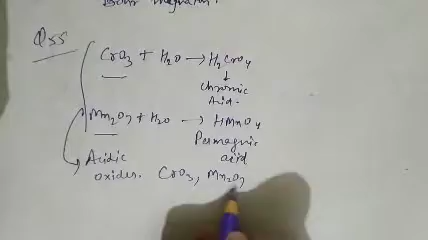 Q55
CrO3 + H2O → H2CrO4
↓
Chromic
Acid.
Mn2O7 + H2O → HMnO4
Permagnic
acid
Acidic
oxides. CrO3, Mn2O7